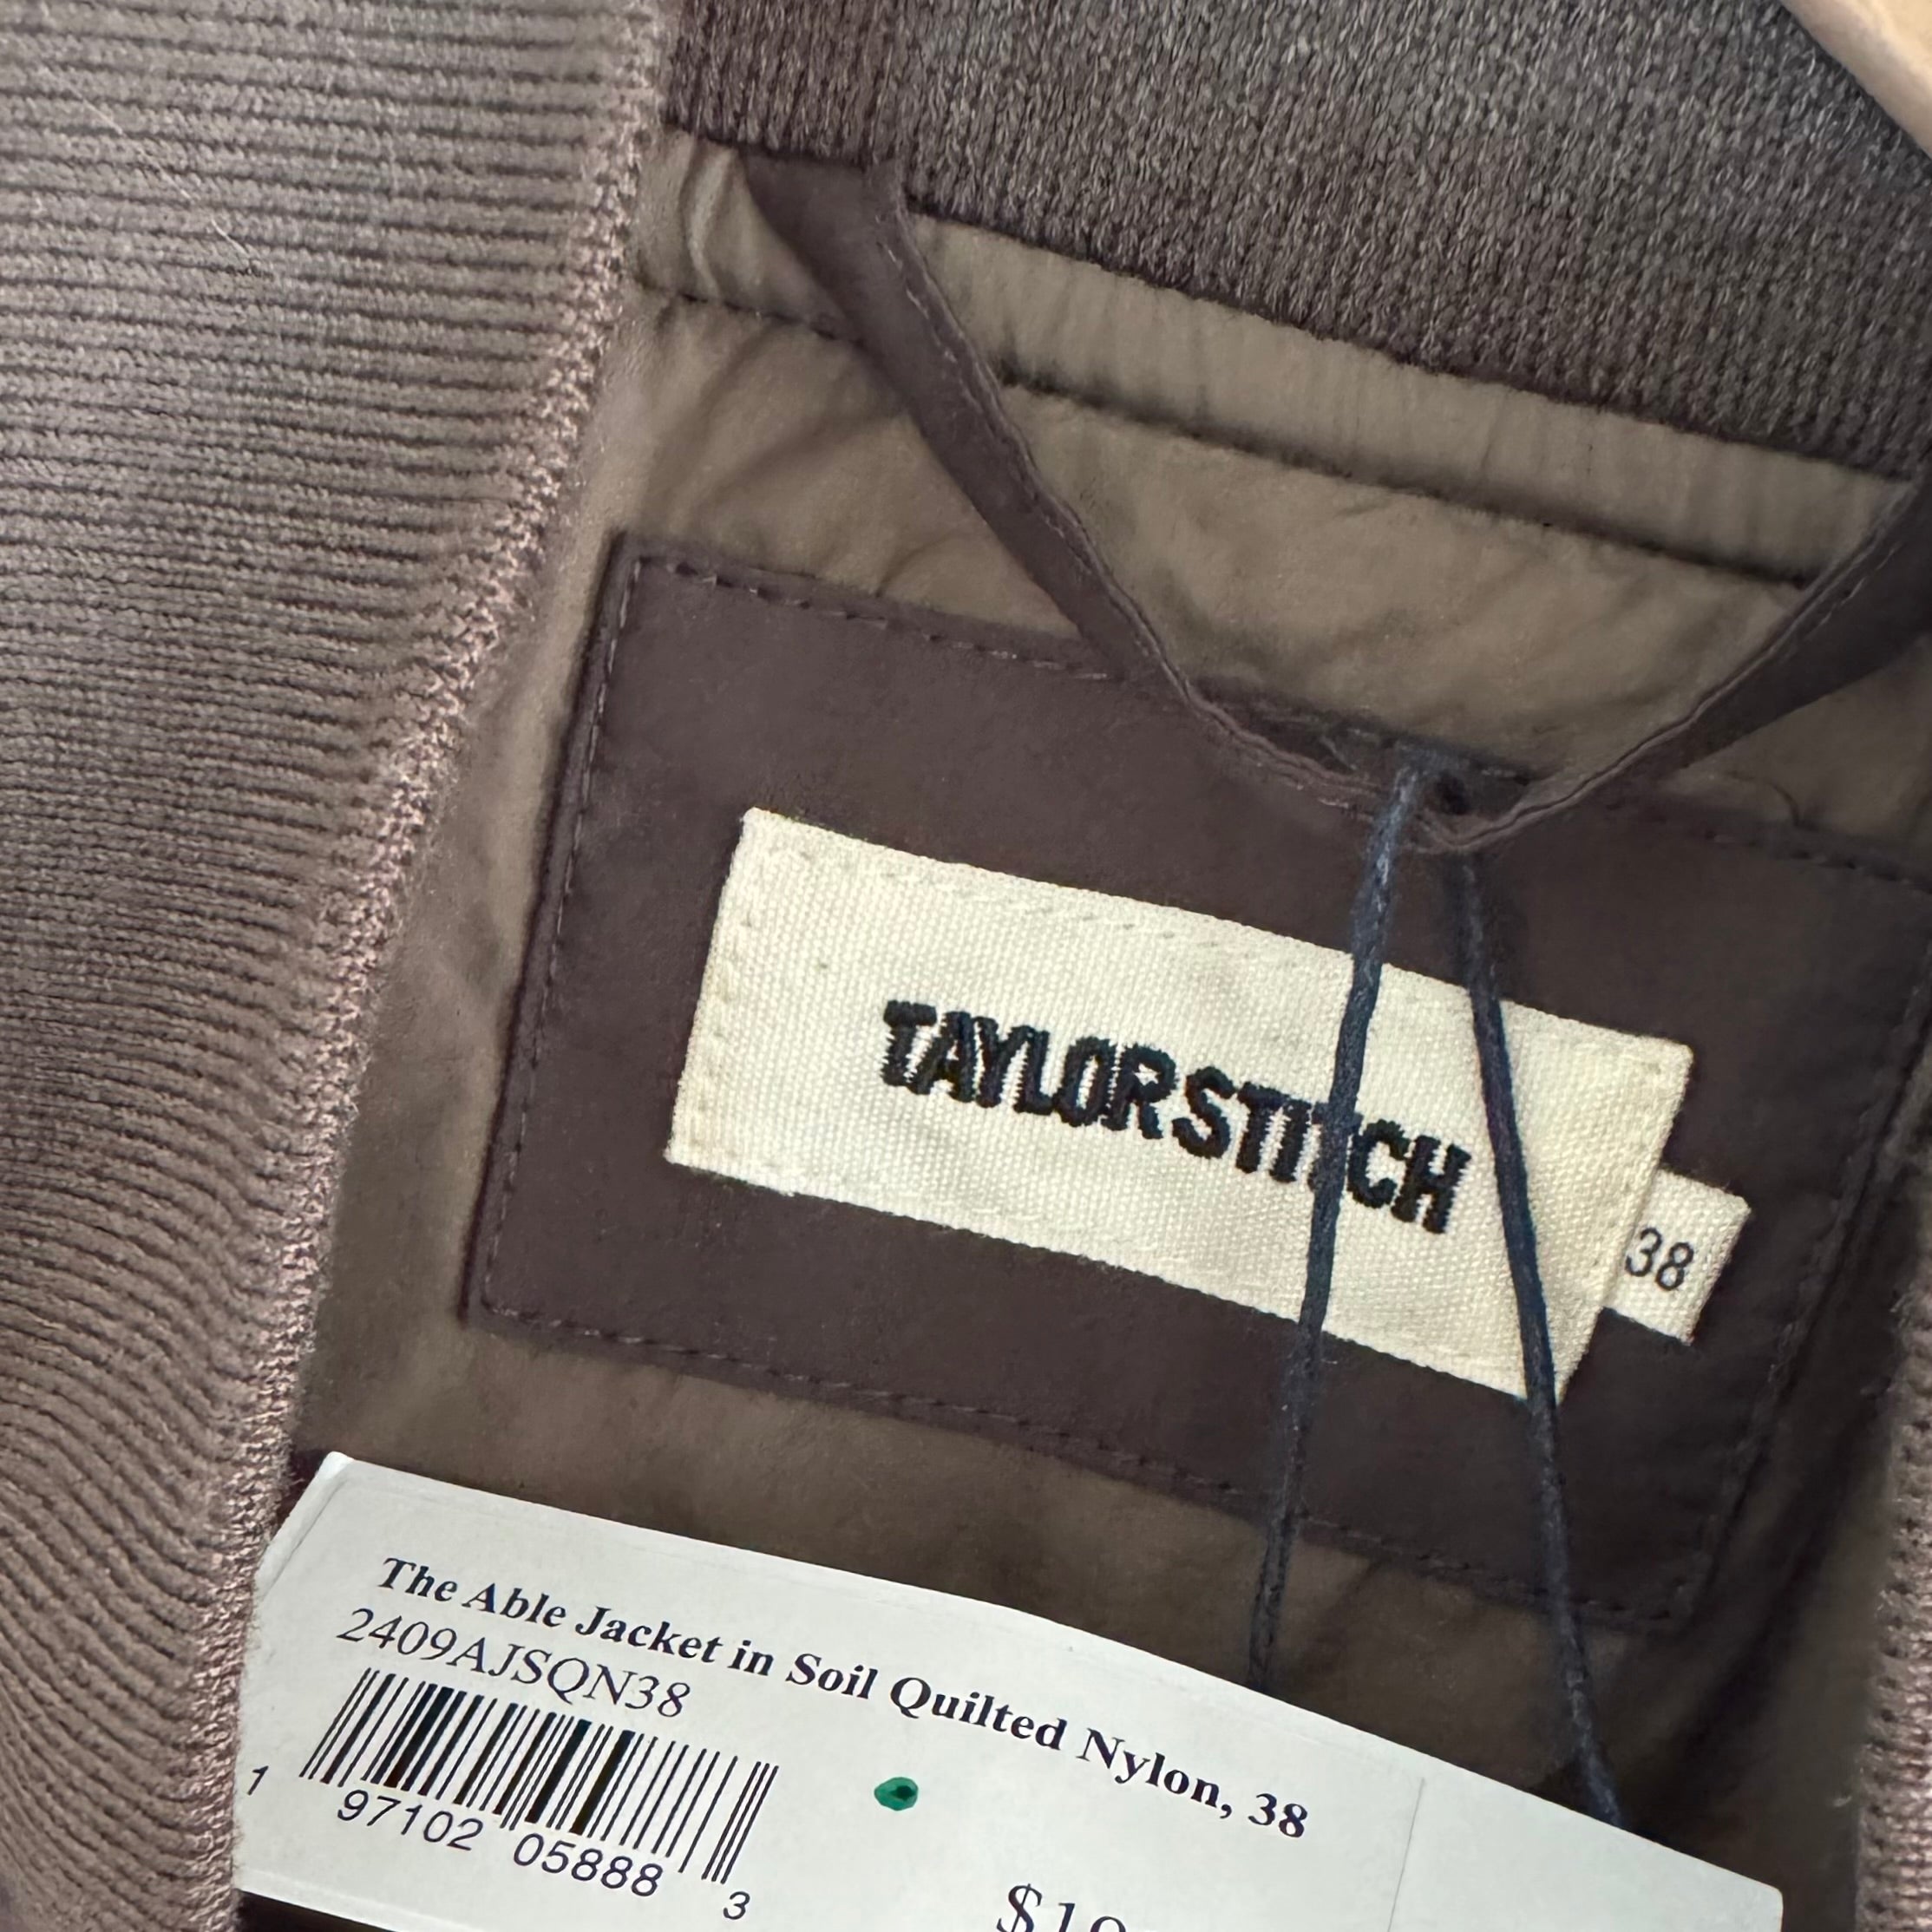 TAYLOR STITCH
38
The Able Jacket in Soil Quilted Nylon, 38
2409AJSQN38
1 97102 05888 3